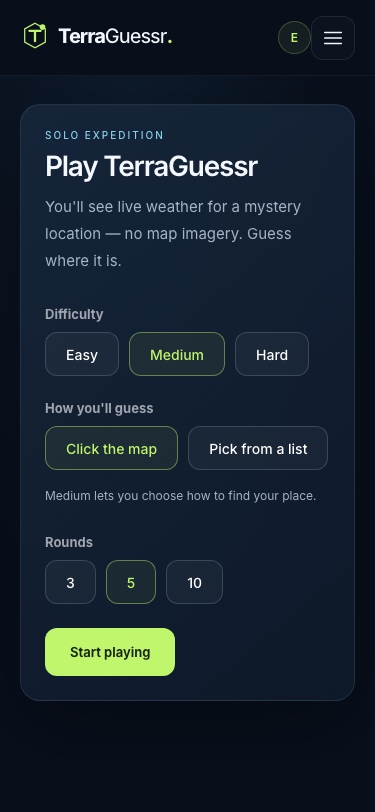 TerraGuessr.
E
SOLO EXPEDITION
Play TerraGuessr
You'll see live weather for a mystery
location — no map imagery. Guess
where it is.
Difficulty
Easy Medium Hard
How you'll guess
Click the map Pick from a list
Medium lets you choose how to find your place.
Rounds
3 5 10
Start playing